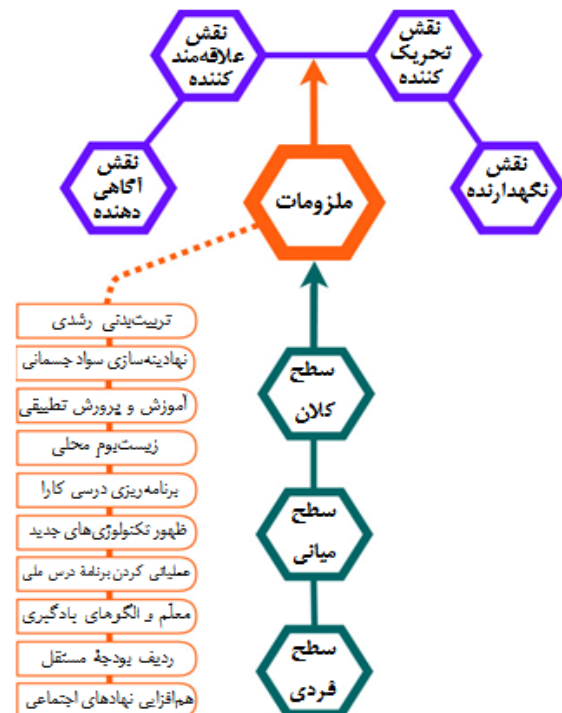 نقش
تحریک
کننده
نقش
علاقه‌مند
کننده
نقش
نگهدارنده
نقش
آگاهی
دهنده
ملزومات
تربیت‌بدنی رشدی
نهادینه‌سازی سواد جسمانی
آموزش و پرورش تطبیقی
زیست‌بوم محلی
برنامه‌ریزی درسی کارا
ظهور تکنولوژی‌های جدید
عملیاتی کردن برنامهٔ درس ملی
معلّم و الگوهای یادگیری
ردیف بودجهٔ مستقل
هم‌افزایی نهادهای اجتماعی
سطح
کلان
سطح
میانی
سطح
فردی